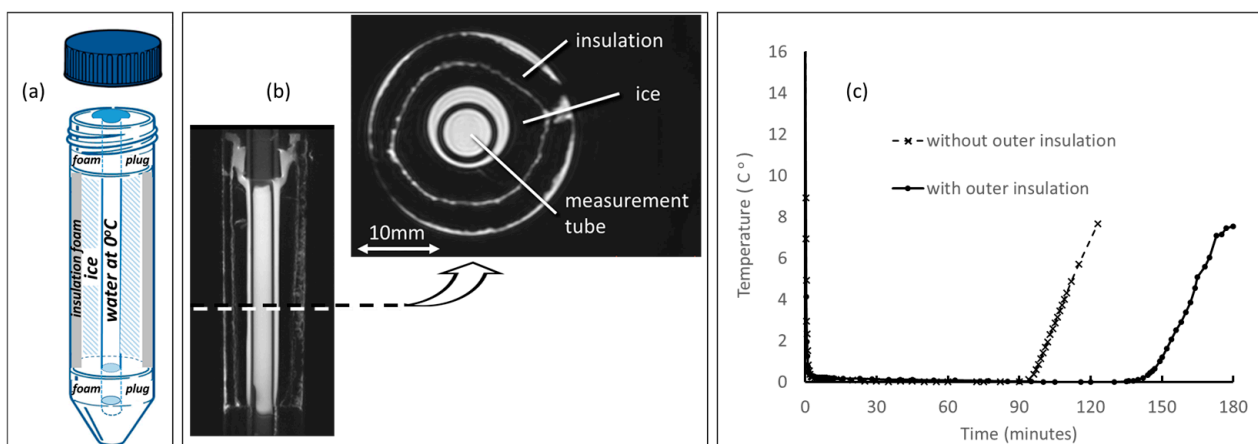 (a)
foam plug
insulation foam
ice
water at 0°C
foam plug
(b)
insulation
ice
measurement
tube
10mm
(c)
without outer insulation
with outer insulation
Temperature ( C° )
16
14
12
10
8
6
4
2
0
0 30 60 90 120 150 180
Time (minutes)